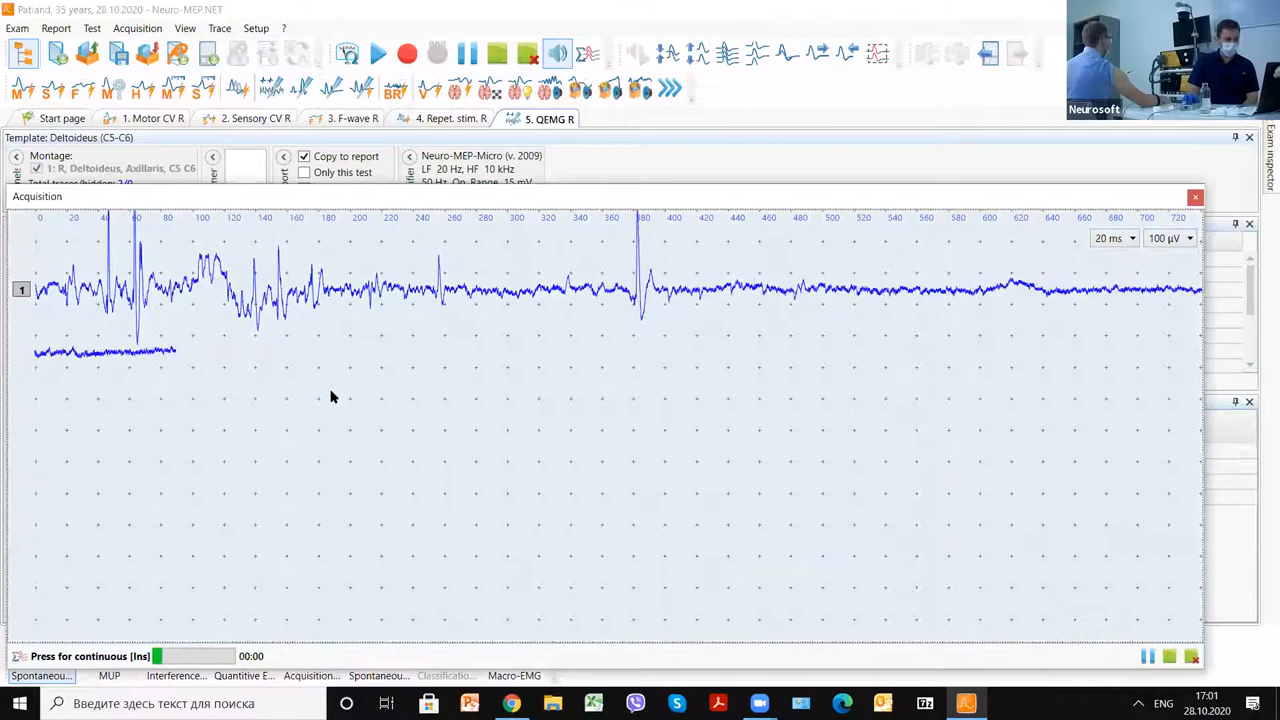 Patiand, 35 years, 28.10.2020 - Neuro-MEP.NET
Exam Report Test Acquisition View Trace Setup ?
Start page 1. Motor CV R 2. Sensory CV R 3. F-wave R 4. Repet. stim. R 5. QEMG R
Template: Deltoideus (C5-C6)
Montage:
1: R, Deltoideus, Axillaris, C5 C6
Copy to report
Only this test
Neuro-MEP-Micro (v. 2009)
LF 20 Hz, HF 10 kHz
Neurosoft
Exam inspector
Acquisition
0 20 40 60 80 100 120 140 160 180 200 220 240 260 280 300 320 340 360 380 400 420 440 460 480 500 520 540 560 580 600 620 640 660 680 700 720
20 ms 100 µV
1
Press for continuous [Ins] 00:00
Spontaneou... MUP Interference... Quantitive E... Acquisition... Spontaneou... Classificatio... Macro-EMG
Введите здесь текст для поиска
ENG
17:01
28.10.2020